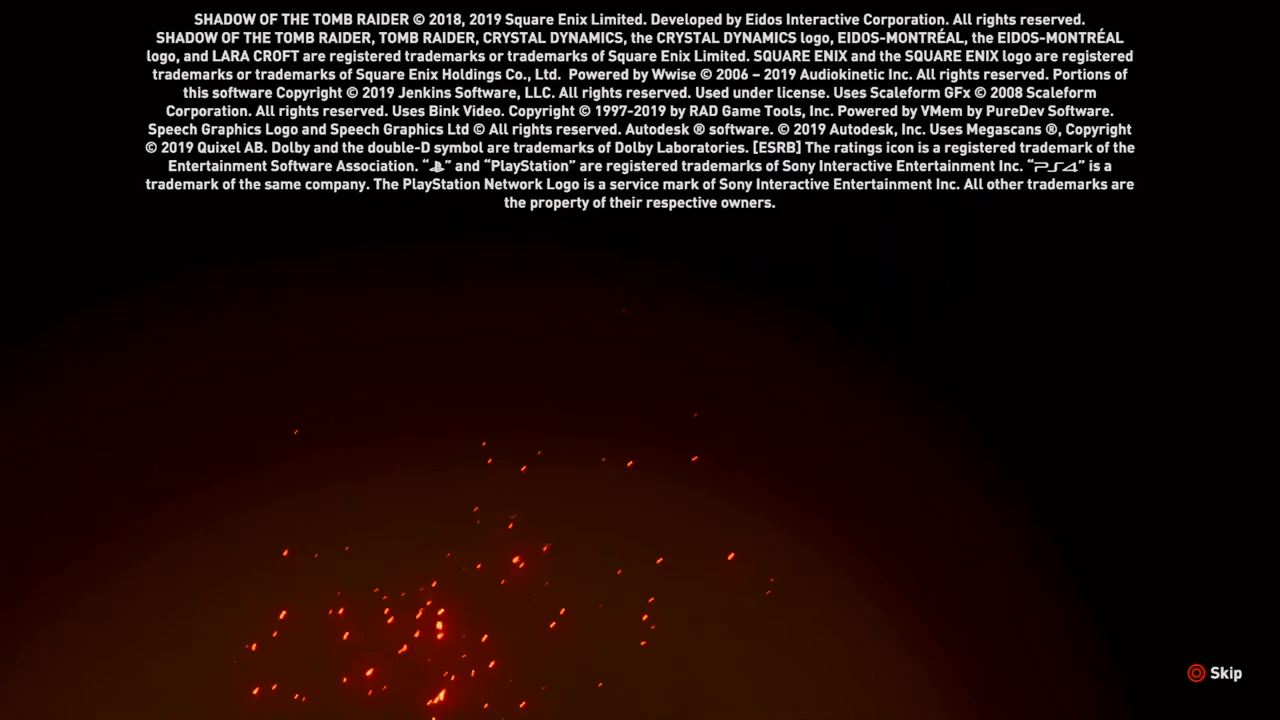 SHADOW OF THE TOMB RAIDER © 2018, 2019 Square Enix Limited. Developed by Eidos Interactive Corporation. All rights reserved.
SHADOW OF THE TOMB RAIDER, TOMB RAIDER, CRYSTAL DYNAMICS, the CRYSTAL DYNAMICS logo, EIDOS-MONTRÉAL, the EIDOS-MONTRÉAL
logo, and LARA CROFT are registered trademarks or trademarks of Square Enix Limited. SQUARE ENIX and the SQUARE ENIX logo are registered
trademarks or trademarks of Square Enix Holdings Co., Ltd.  Powered by Wwise © 2006 – 2019 Audiokinetic Inc. All rights reserved. Portions of
this software Copyright © 2019 Jenkins Software, LLC. All rights reserved. Used under license. Uses Scaleform GFx © 2008 Scaleform
Corporation. All rights reserved. Uses Bink Video. Copyright © 1997-2019 by RAD Game Tools, Inc. Powered by VMem by PureDev Software.
Speech Graphics Logo and Speech Graphics Ltd © All rights reserved. Autodesk ® software. © 2019 Autodesk, Inc. Uses Megascans ®, Copyright
© 2019 Quixel AB. Dolby and the double-D symbol are trademarks of Dolby Laboratories. [ESRB] The ratings icon is a registered trademark of the
Entertainment Software Association. “” and “PlayStation” are registered trademarks of Sony Interactive Entertainment Inc. “PS4” is a
trademark of the same company. The PlayStation Network Logo is a service mark of Sony Interactive Entertainment Inc. All other trademarks are
the property of their respective owners.
Skip